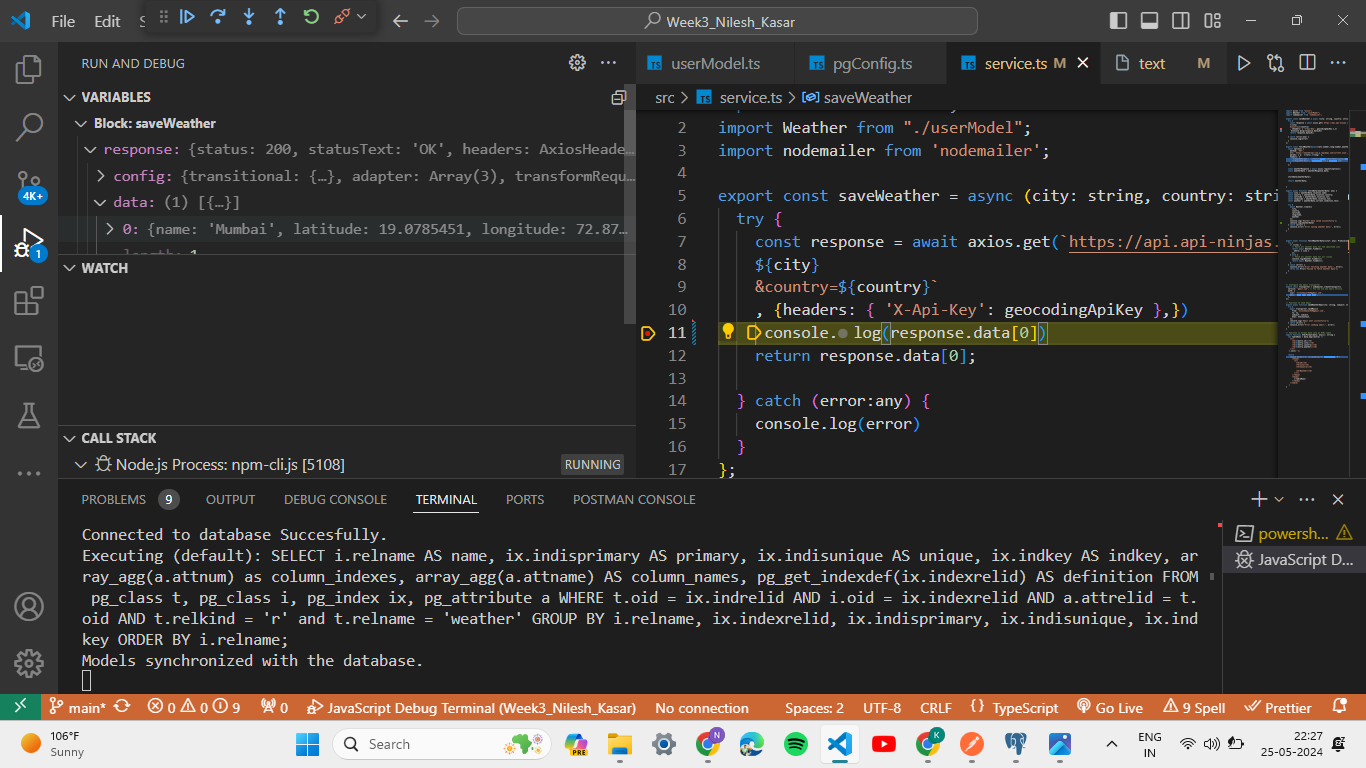 File Edit
Week3_Nilesh_Kasar
RUN AND DEBUG
VARIABLES
Block: saveWeather
response: {status: 200, statusText: 'OK', headers: AxiosHeade…
config: {transitional: {…}, adapter: Array(3), transformRequ…
data: (1) [{…}]
0: {name: 'Mumbai', latitude: 19.0785451, longitude: 72.87…
length: 1
WATCH
CALL STACK
Node.js Process: npm-cli.js [5108] RUNNING
4K+
1
userModel.ts pgConfig.ts service.ts M text M
src > service.ts > saveWeather
2 import Weather from "./userModel";
3 import nodemailer from 'nodemailer';
4
5 export const saveWeather = async (city: string, country: stri
6 try {
7 const response = await axios.get(`https://api.api-ninjas.
8 ${city}
9 &country=${country}`
10 , {headers: { 'X-Api-Key': geocodingApiKey },})
11 console. log(response.data[0])
12 return response.data[0];
13
14 } catch (error:any) {
15 console.log(error)
16 }
17 };
PROBLEMS 9 OUTPUT DEBUG CONSOLE TERMINAL PORTS POSTMAN CONSOLE
Connected to database Succesfully.
Executing (default): SELECT i.relname AS name, ix.indisprimary AS primary, ix.indisunique AS unique, ix.indkey AS indkey, ar
ray_agg(a.attnum) as column_indexes, array_agg(a.attname) AS column_names, pg_get_indexdef(ix.indexrelid) AS definition FROM
pg_class t, pg_class i, pg_index ix, pg_attribute a WHERE t.oid = ix.indrelid AND i.oid = ix.indexrelid AND a.attrelid = t.
oid AND t.relkind = 'r' and t.relname = 'weather' GROUP BY i.relname, ix.indexrelid, ix.indisprimary, ix.indisunique, ix.ind
key ORDER BY i.relname;
Models synchronized with the database.
powersh...
JavaScript D...
main* 0 0 9 0 JavaScript Debug Terminal (Week3_Nilesh_Kasar) No connection Spaces: 2 UTF-8 CRLF {} TypeScript Go Live 9 Spell Prettier
106°F
Sunny
Search
PRE
N
K
ENG
IN
22:27
25-05-2024